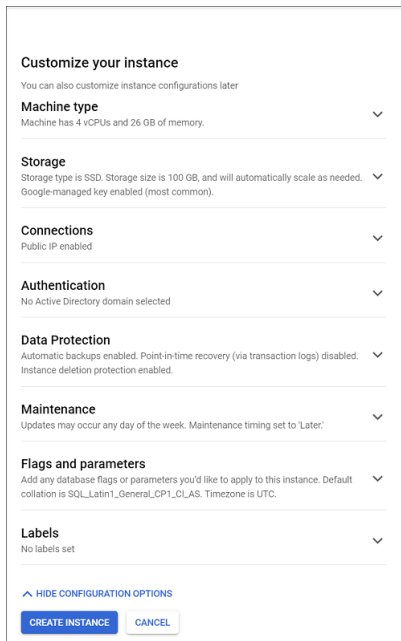 Customize your instance
You can also customize instance configurations later
Machine type
Machine has 4 vCPUs and 26 GB of memory.
Storage
Storage type is SSD. Storage size is 100 GB, and will automatically scale as needed.
Google-managed key enabled (most common).
Connections
Public IP enabled
Authentication
No Active Directory domain selected
Data Protection
Automatic backups enabled. Point-in-time recovery (via transaction logs) disabled.
Instance deletion protection enabled.
Maintenance
Updates may occur any day of the week. Maintenance timing set to 'Later.'
Flags and parameters
Add any database flags or parameters you'd like to apply to this instance. Default
collation is SQL_Latin1_General_CP1_CI_AS. Timezone is UTC.
Labels
No labels set
HIDE CONFIGURATION OPTIONS
CREATE INSTANCE CANCEL